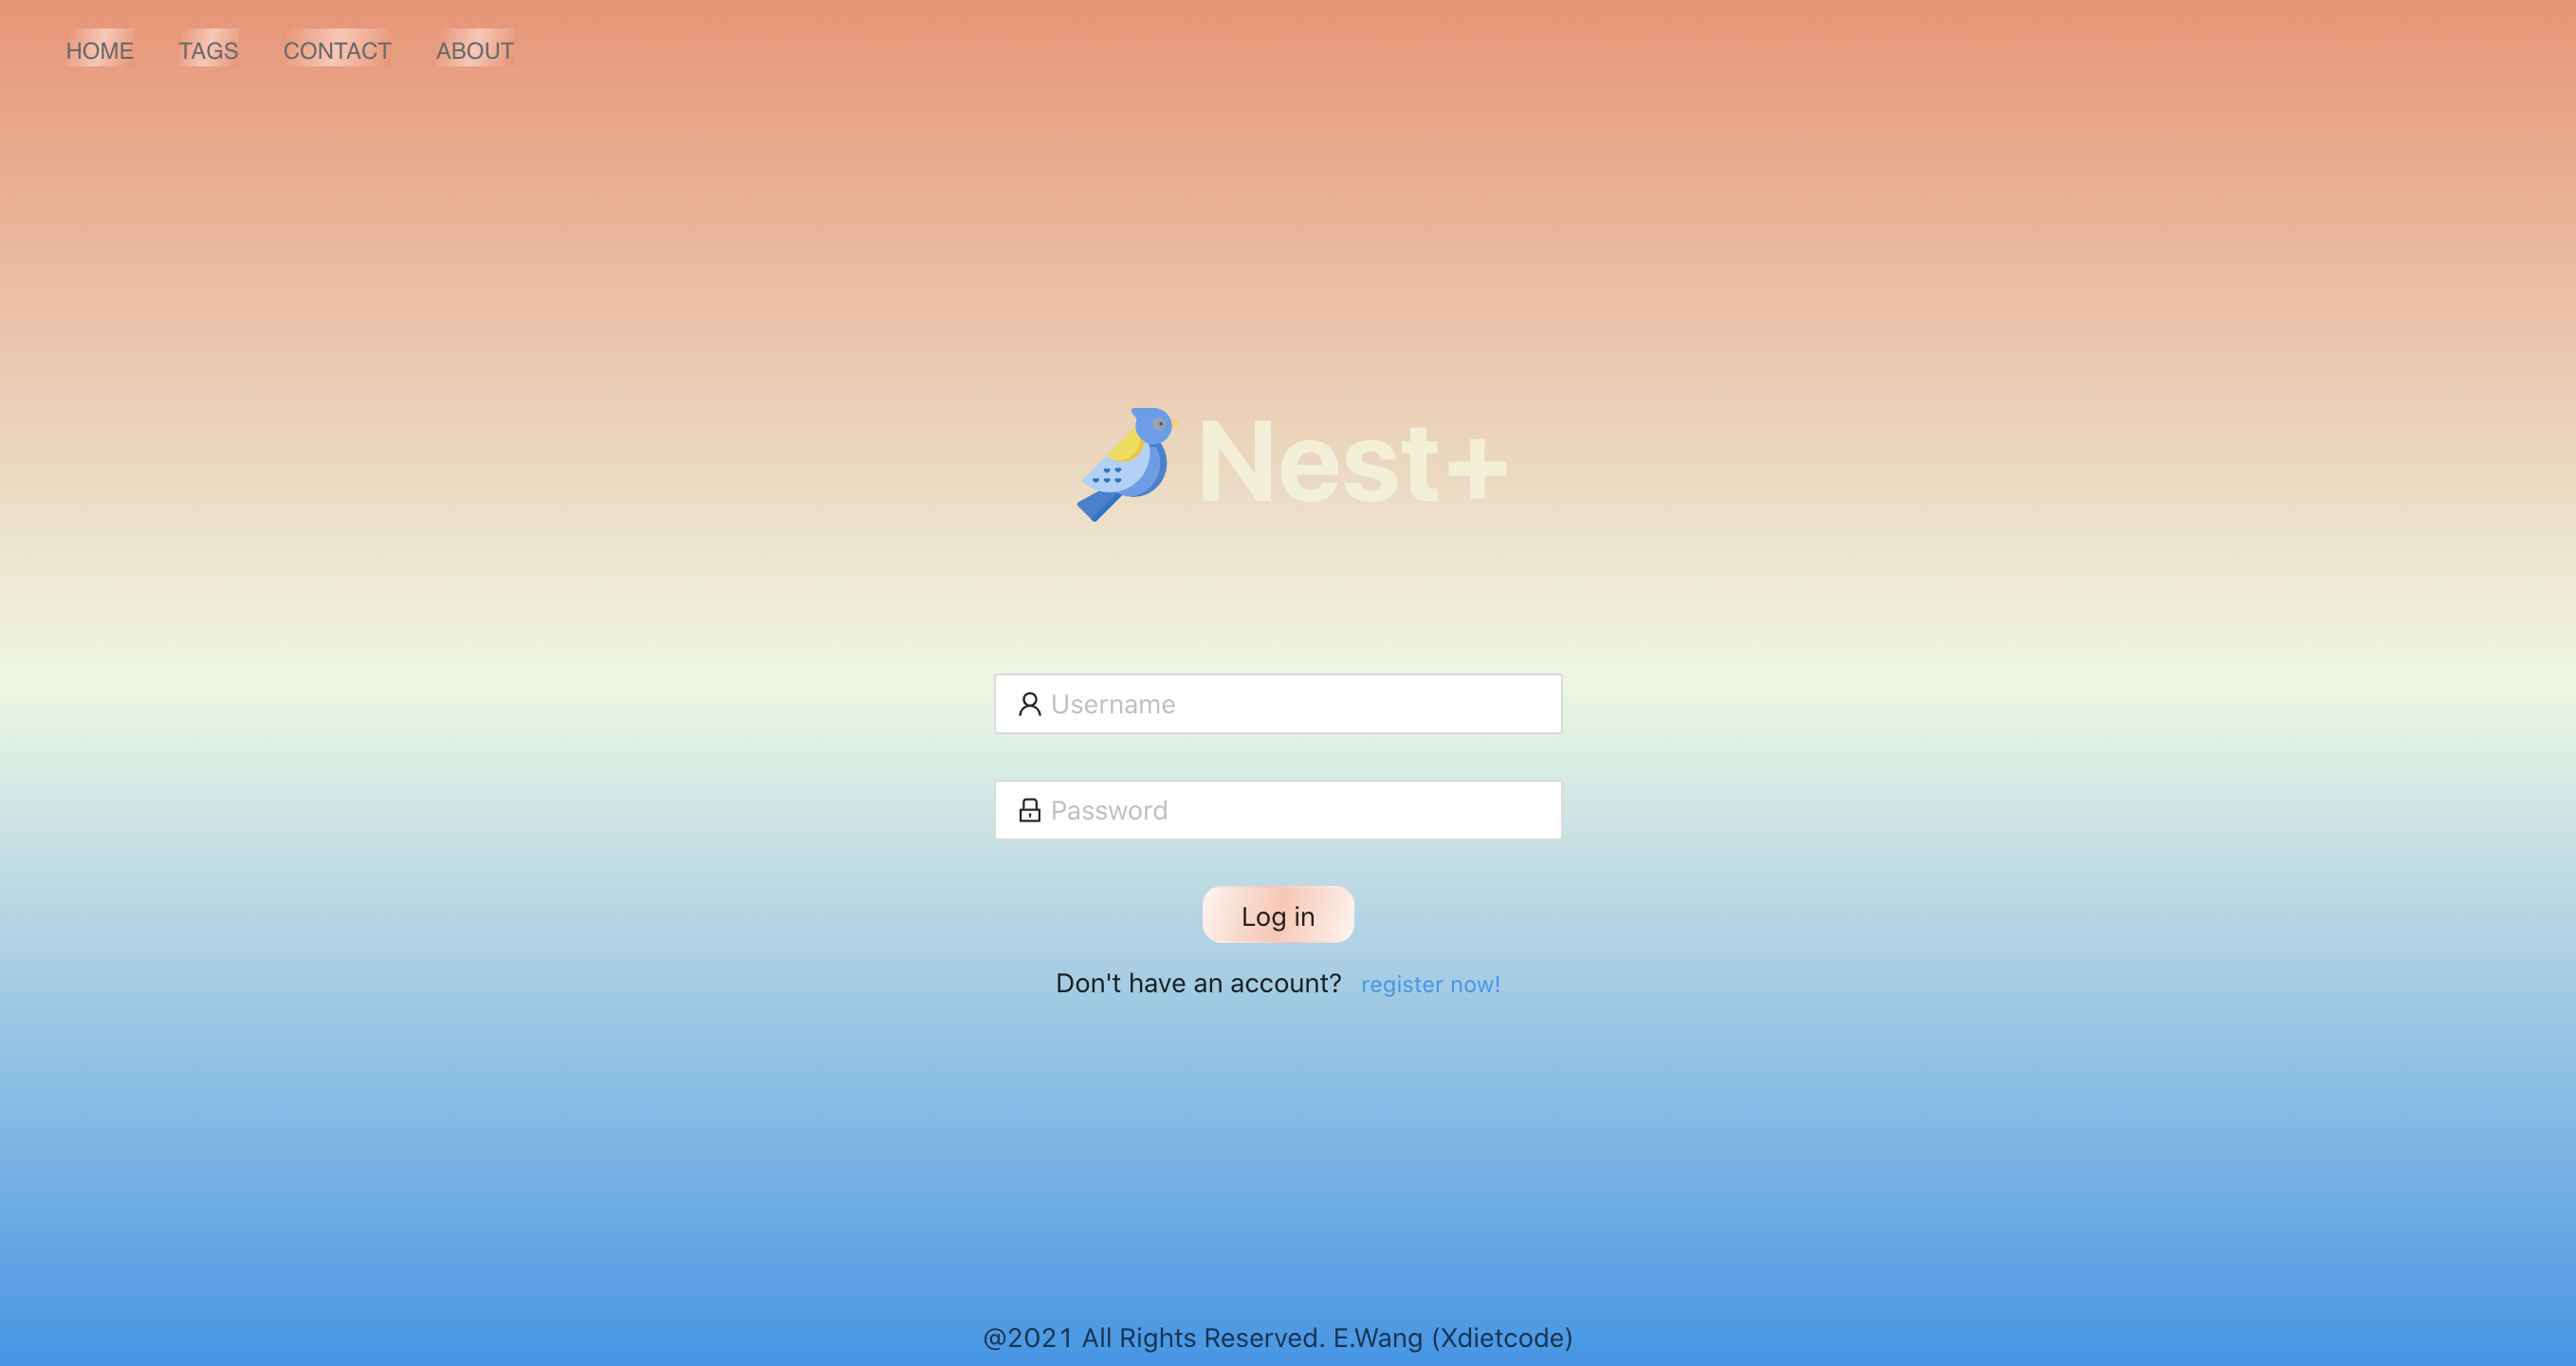 HOME TAGS CONTACT ABOUT
Nest+
Username
Password
Log in
Don't have an account? register now!
@2021 All Rights Reserved. E.Wang (Xdietcode)